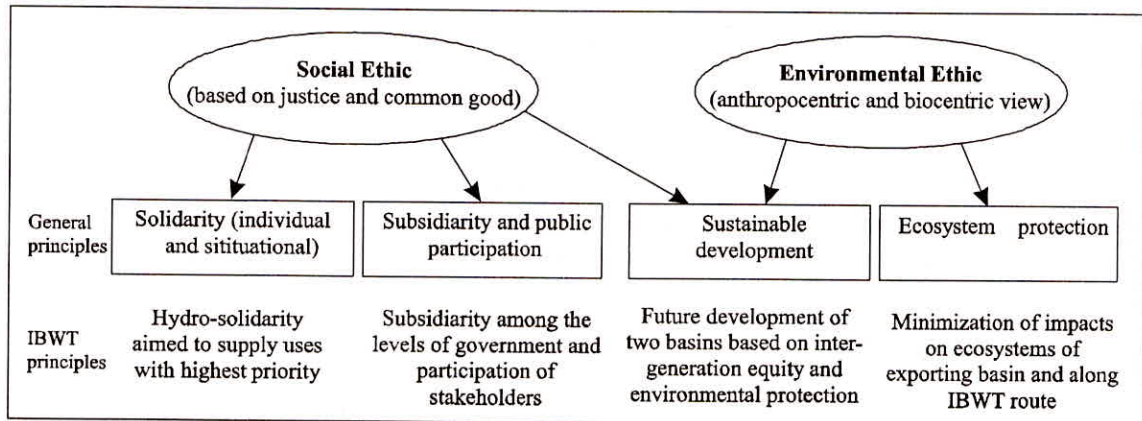 Social Ethic
(based on justice and common good)
Environmental Ethic
(anthropocentric and biocentric view)
General
principles
Solidarity (individual
and sitituational)
Subsidiarity and public
participation
Sustainable
development
Ecosystem protection
IBWT
principles
Hydro-solidarity
aimed to supply uses
with highest priority
Subsidiarity among the
levels of government and
participation of
stakeholders
Future development of
two basins based on inter-
generation equity and
environmental protection
Minimization of impacts
on ecosystems of
exporting basin and along
IBWT route